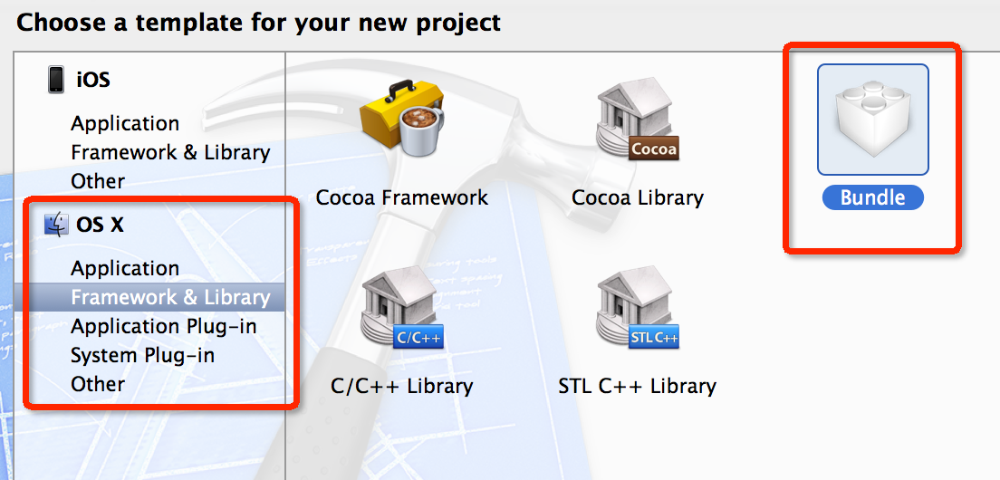 Choose a template for your new project
iOS
Application
Framework & Library
Other
OS X
Application
Framework & Library
Application Plug-in
System Plug-in
Other
Cocoa
Cocoa Framework
Cocoa Library
Bundle
C/C++
STL C++
C/C++ Library
STL C++ Library